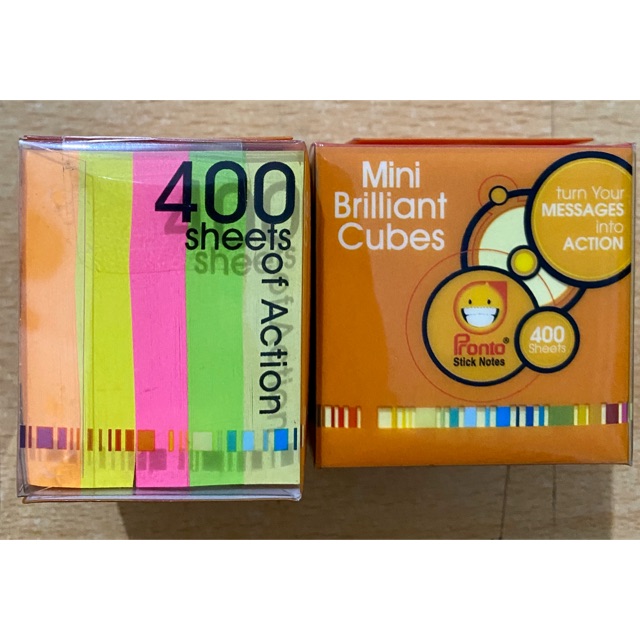 400
sheets
of Action
Mini
Brilliant
Cubes
turn Your
MESSAGES
into
ACTION
Pronto®
Stick Notes
400
Sheets